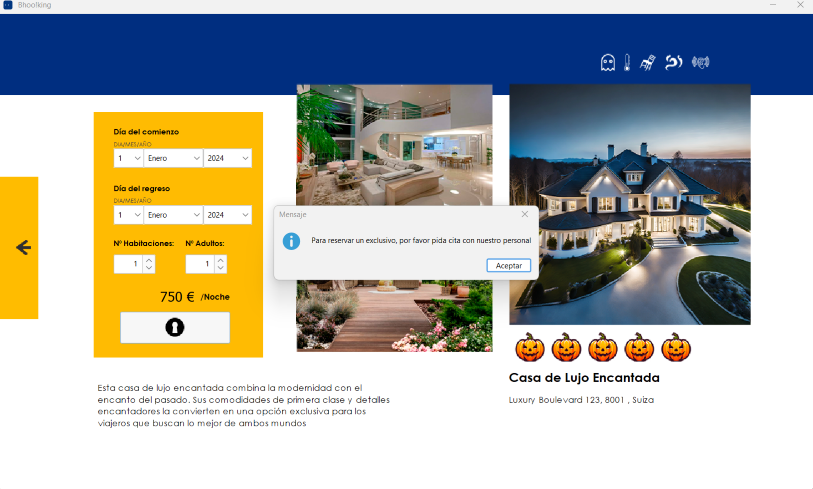 Bhoolking
Día del comienzo
DIA/MES/AÑO
1 Enero 2024
Día del regreso
DIA/MES/AÑO
1 Enero 2024
Nº Habitaciones: Nº Adultos:
1 1
750 € /Noche
Mensaje
Para reservar un exclusivo, por favor pida cita con nuestro personal
Aceptar
Casa de Lujo Encantada
Luxury Boulevard 123, 8001 , Suiza
Esta casa de lujo encantada combina la modernidad con el
encanto del pasado. Sus comodidades de primera clase y detalles
encantadores la convierten en una opción exclusiva para los
viajeros que buscan lo mejor de ambos mundos